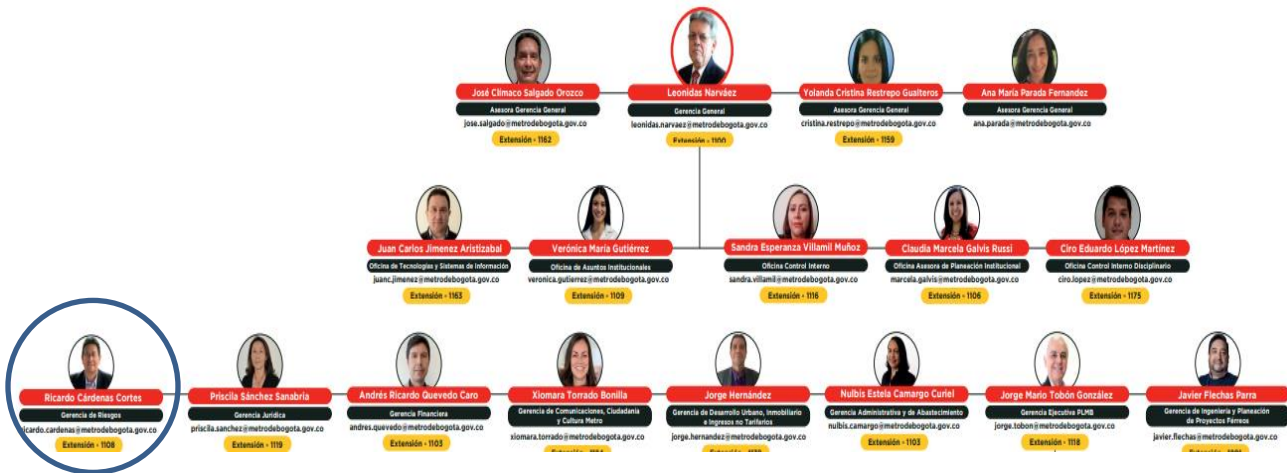 José Clímaco Salgado Orozco
Asesora Gerencia General
jose.salgado@metrodebogota.gov.co
Extensión - 1162
Leonidas Narváez
Gerencia General
leonidas.narvaez@metrodebogota.gov.co
Extensión - 1100
Yolanda Cristina Restrepo Gualteros
Asesora Gerencia General
cristina.restrepo@metrodebogota.gov.co
Extensión - 1159
Ana María Parada Fernandez
Asesora Gerencia General
ana.parada@metrodebogota.gov.co
Juan Carlos Jimenez Aristizabal
Oficina de Tecnologías y Sistemas de Información
juanc.jimenez@metrodebogota.gov.co
Extensión - 1163
Verónica María Gutiérrez
Oficina de Asuntos Institucionales
veronica.gutierrez@metrodebogota.gov.co
Extensión - 1109
Sandra Esperanza Villamil Muñoz
Oficina Control Interno
sandra.villamil@metrodebogota.gov.co
Extensión - 1116
Claudia Marcela Galvis Russi
Oficina Asesora de Planeación Institucional
marcela.galvis@metrodebogota.gov.co
Extensión - 1106
Ciro Eduardo López Martínez
Oficina Control Interno Disciplinario
ciro.lopez@metrodebogota.gov.co
Extensión - 1175
Ricardo Cárdenas Cortes
Gerencia de Riesgos
ricardo.cardenas@metrodebogota.gov.co
Extensión - 1108
Priscila Sánchez Sanabria
Gerencia Jurídica
priscila.sanchez@metrodebogota.gov.co
Extensión - 1119
Andrés Ricardo Quevedo Caro
Gerencia Financiera
andres.quevedo@metrodebogota.gov.co
Extensión - 1103
Xiomara Torrado Bonilla
Gerencia de Comunicaciones, Ciudadanía
y Cultura Metro
xiomara.torrado@metrodebogota.gov.co
Jorge Hernández
Gerencia de Desarrollo Urbano, Inmobiliario
e Ingresos no Tarifarios
jorge.hernandez@metrodebogota.gov.co
Nulbis Estela Camargo Curiel
Gerencia Administrativa y de Abastecimiento
nulbis.camargo@metrodebogota.gov.co
Extensión - 1103
Jorge Mario Tobón González
Gerencia Ejecutiva PLMB
jorge.tobon@metrodebogota.gov.co
Extensión - 1118
Javier Flechas Parra
Gerencia de Ingeniería y Planeación
de Proyectos Férreos
javier.flechas@metrodebogota.gov.co